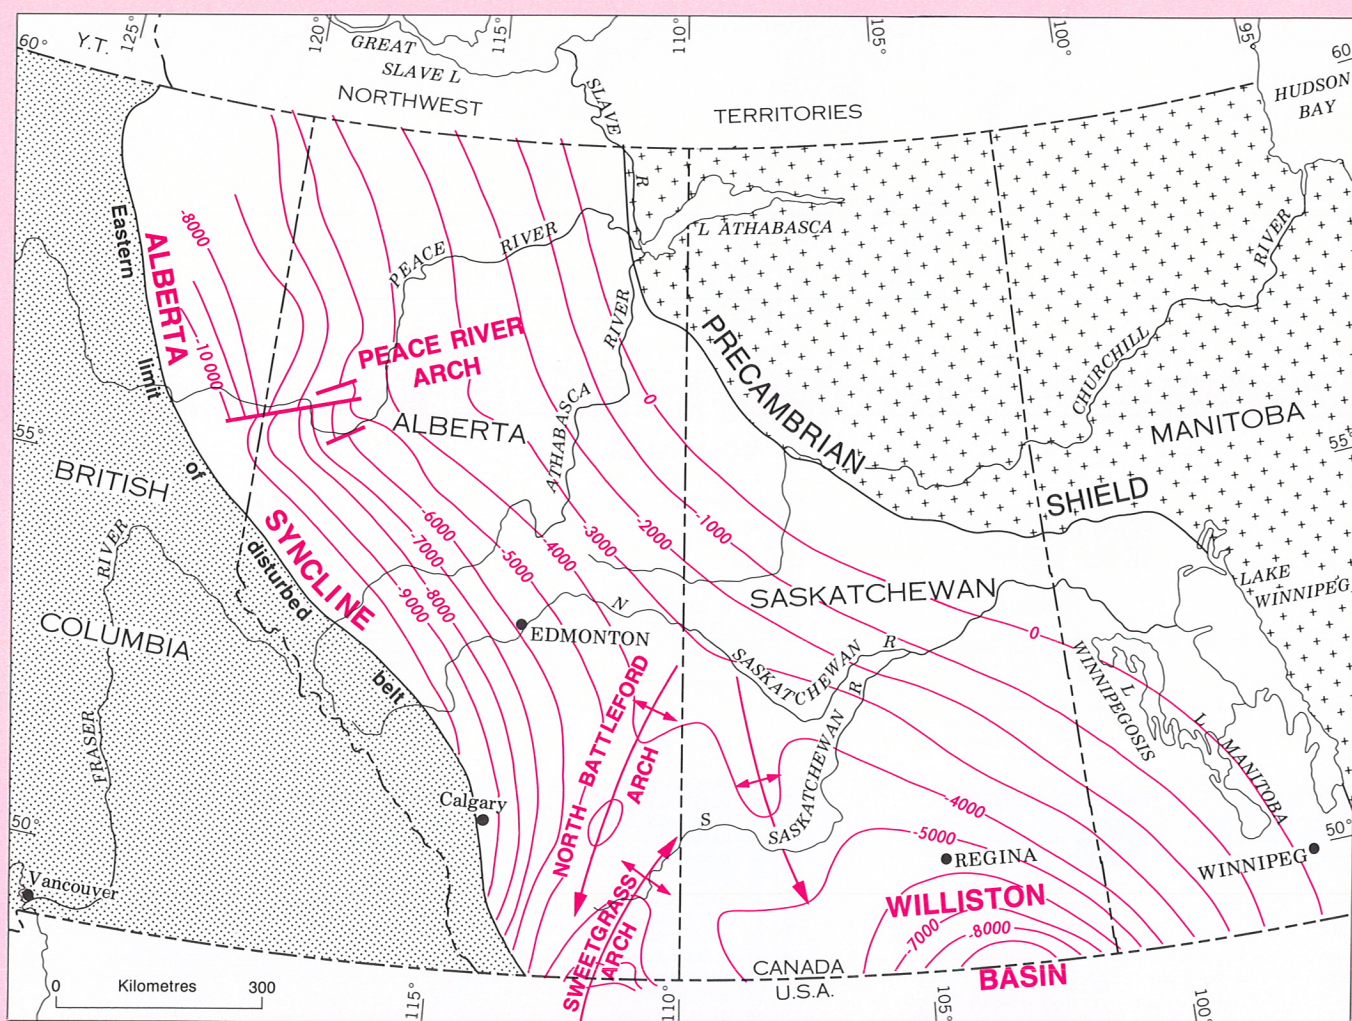 125°
120°
115°
110°
105°
100°
95°
60°
Y.T.
60
GREAT
SLAVE L
NORTHWEST
TERRITORIES
SLAVE
R
HUDSON
BAY
L ATHABASCA
PEACE
RIVER
RIVER
ATHABASCA
Eastern
limit
of
disturbed
belt
ALBERTA
SYNCLINE
-8000
-10000
PEACE RIVER
ARCH
ALBERTA
0
PRECAMBRIAN
SHIELD
CHURCHILL
RIVER
MANITOBA
55°
55°
BRITISH
COLUMBIA
RIVER
FRASER
-6000
-7000
-8000
-9000
-5000
-4000
-3000
-2000
-1000
SASKATCHEWAN
0
LAKE
WINNIPEG
EDMONTON
N
SASKATCHEWAN
R
WINNIPEGOSIS
L
L
MANITOBA
NORTH BATTLEFORD
ARCH
S
SASKATCHEWAN
R
-4000
-5000
Calgary
50°
50°
REGINA
WINNIPEG
Vancouver
SWEETGRASS
ARCH
WILLISTON
BASIN
-7000
-8000
CANADA
U.S.A.
0
Kilometres
300
115°
110°
105°
100°